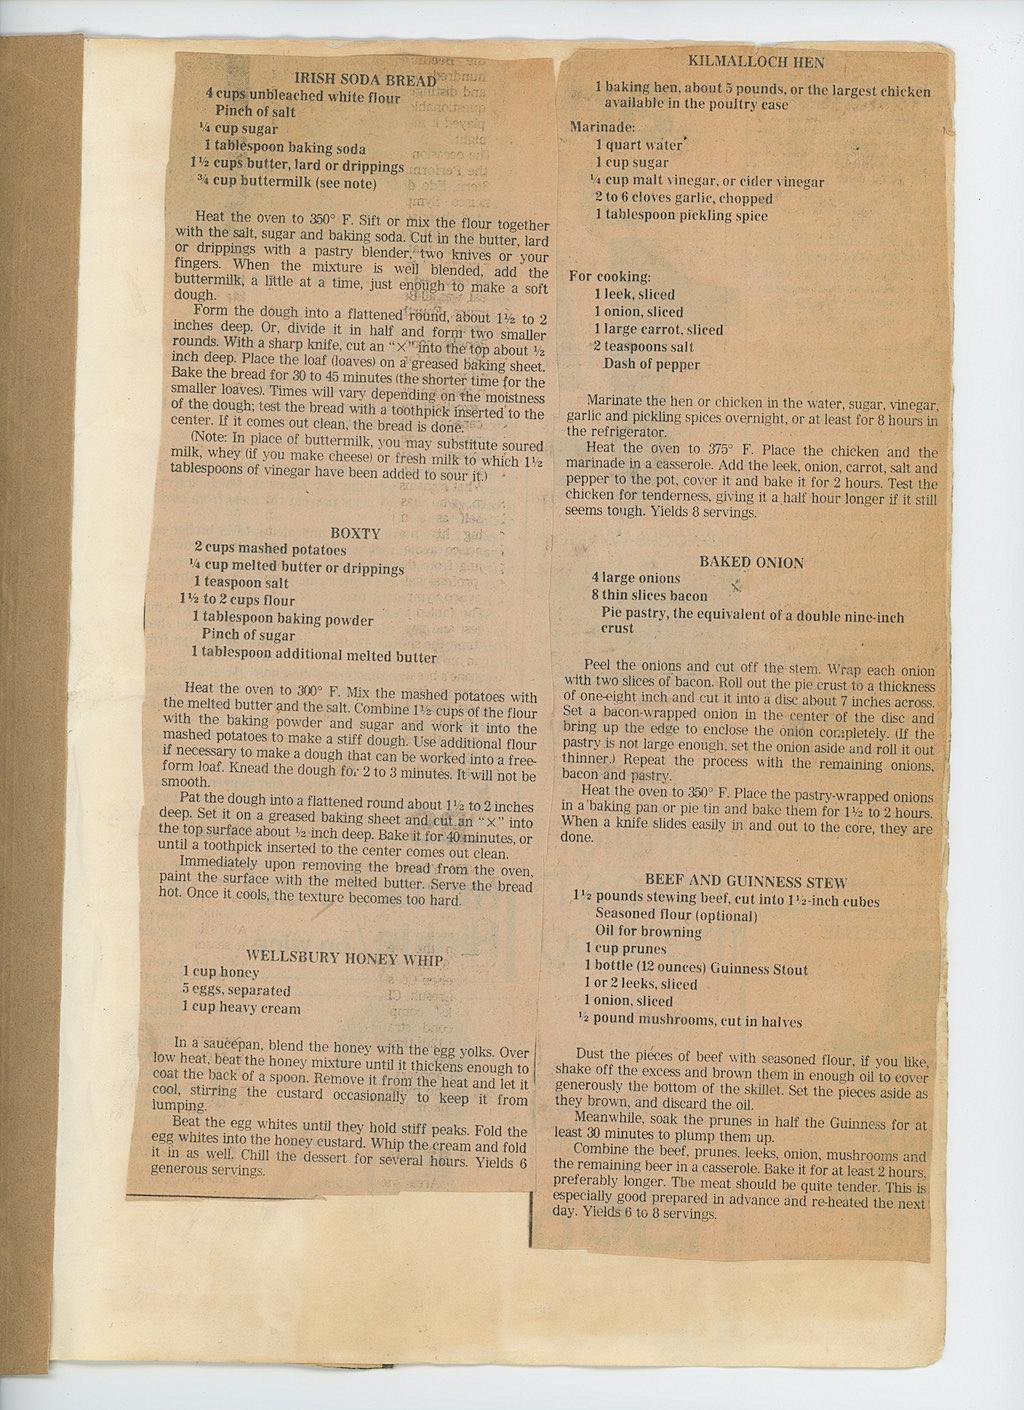 IRISH SODA BREAD
4 cups unbleached white flour
Pinch of salt
¼ cup sugar
1 tablespoon baking soda
1½ cups butter, lard or drippings
¾ cup buttermilk (see note)
Heat the oven to 350° F. Sift or mix the flour together
with the salt, sugar and baking soda. Cut in the butter, lard
or drippings with a pastry blender, two knives or your
fingers. When the mixture is well blended, add the
buttermilk, a little at a time, just enough to make a soft
dough.
Form the dough into a flattened round, about 1½ to 2
inches deep. Or, divide it in half and form two smaller
rounds. With a sharp knife, cut an “X” into the top about ½
inch deep. Place the loaf (loaves) on a greased baking sheet.
Bake the bread for 30 to 45 minutes (the shorter time for the
smaller loaves). Times will vary depending on the moistness
of the dough; test the bread with a toothpick inserted to the
center. If it comes out clean, the bread is done.
(Note: In place of buttermilk, you may substitute soured
milk, whey (if you make cheese) or fresh milk to which 1½
tablespoons of vinegar have been added to sour it.)
BOXTY
2 cups mashed potatoes
¼ cup melted butter or drippings
1 teaspoon salt
1½ to 2 cups flour
1 tablespoon baking powder
Pinch of sugar
1 tablespoon additional melted butter
Heat the oven to 300° F. Mix the mashed potatoes with
the melted butter and the salt. Combine 1½ cups of the flour
with the baking powder and sugar and work it into the
mashed potatoes to make a stiff dough. Use additional flour
if necessary to make a dough that can be worked into a free-
form loaf. Knead the dough for 2 to 3 minutes. It will not be
smooth.
Pat the dough into a flattened round about 1½ to 2 inches
deep. Set it on a greased baking sheet and cut an “X” into
the top surface about ½ inch deep. Bake it for 40 minutes, or
until a toothpick inserted to the center comes out clean.
Immediately upon removing the bread from the oven,
paint the surface with the melted butter. Serve the bread
hot. Once it cools, the texture becomes too hard.
WELLSBURY HONEY WHIP
1 cup honey
5 eggs, separated
1 cup heavy cream
In a saucepan, blend the honey with the egg yolks. Over
low heat, beat the honey mixture until it thickens enough to
coat the back of a spoon. Remove it from the heat and let it
cool, stirring the custard occasionally to keep it from
lumping.
Beat the egg whites until they hold stiff peaks. Fold the
egg whites into the honey custard. Whip the cream and fold
it in as well. Chill the dessert for several hours. Yields 6
generous servings.
KILMALLOCH HEN
1 baking hen, about 5 pounds, or the largest chicken
available in the poultry case
Marinade:
1 quart water
1 cup sugar
¼ cup malt vinegar, or cider vinegar
2 to 6 cloves garlic, chopped
1 tablespoon pickling spice
For cooking:
1 leek, sliced
1 onion, sliced
1 large carrot, sliced
2 teaspoons salt
Dash of pepper
Marinate the hen or chicken in the water, sugar, vinegar,
garlic and pickling spices overnight, or at least for 8 hours in
the refrigerator.
Heat the oven to 375° F. Place the chicken and the
marinade in a casserole. Add the leek, onion, carrot, salt and
pepper to the pot, cover it and bake it for 2 hours. Test the
chicken for tenderness, giving it a half hour longer if it still
seems tough. Yields 8 servings.
BAKED ONION
4 large onions
8 thin slices bacon
Pie pastry, the equivalent of a double nine-inch
crust
Peel the onions and cut off the stem. Wrap each onion
with two slices of bacon. Roll out the pie crust to a thickness
of one-eight inch and cut it into a disc about 7 inches across.
Set a bacon-wrapped onion in the center of the disc and
bring up the edge to enclose the onion completely. (If the
pastry is not large enough, set the onion aside and roll it out
thinner.) Repeat the process with the remaining onions,
bacon and pastry.
Heat the oven to 350° F. Place the pastry-wrapped onions
in a baking pan or pie tin and bake them for 1½ to 2 hours.
When a knife slides easily in and out to the core, they are
done.
BEEF AND GUINNESS STEW
1½ pounds stewing beef, cut into 1½-inch cubes
Seasoned flour (optional)
Oil for browning
1 cup prunes
1 bottle (12 ounces) Guinness Stout
1 or 2 leeks, sliced
1 onion, sliced
½ pound mushrooms, cut in halves
Dust the pieces of beef with seasoned flour, if you like,
shake off the excess and brown them in enough oil to cover
generously the bottom of the skillet. Set the pieces aside as
they brown, and discard the oil.
Meanwhile, soak the prunes in half the Guinness for at
least 30 minutes to plump them up.
Combine the beef, prunes, leeks, onion, mushrooms and
the remaining beer in a casserole. Bake it for at least 2 hours,
preferably longer. The meat should be quite tender. This is
especially good prepared in advance and re-heated the next
day. Yields 6 to 8 servings.